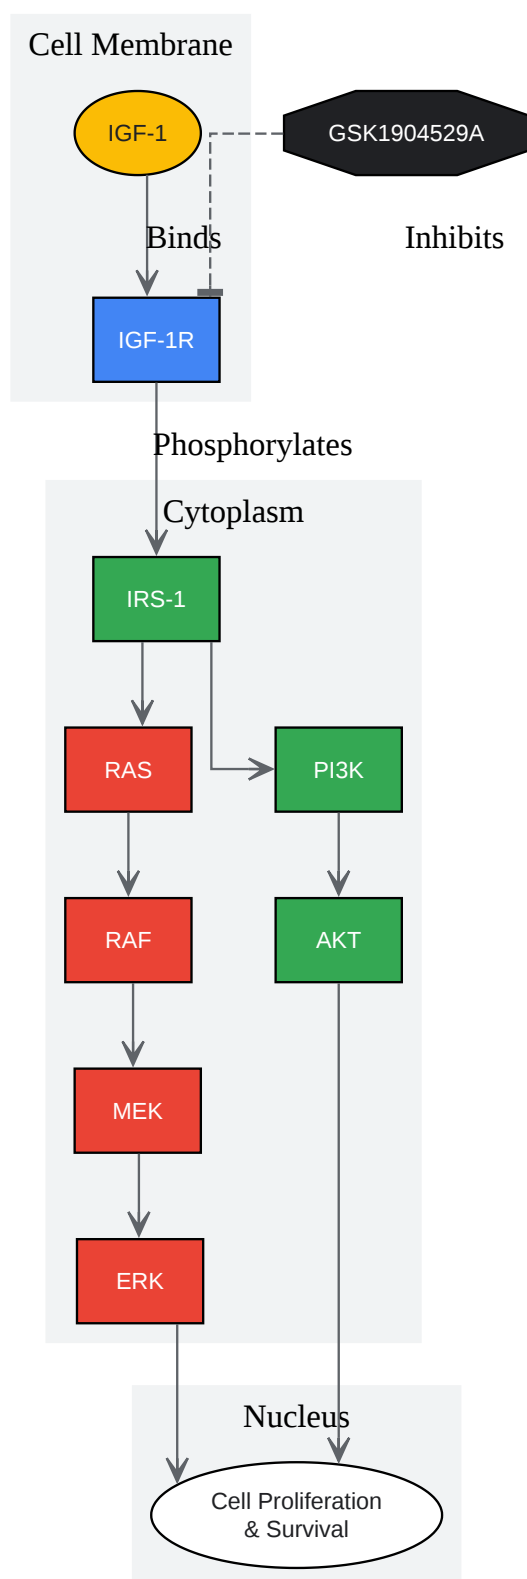 Cell Membrane
IGF-1
GSK1904529A
Binds
Inhibits
IGF-1R
Phosphorylates
Cytoplasm
IRS-1
RAS
PI3K
RAF
AKT
MEK
ERK
Nucleus
Cell Proliferation
& Survival